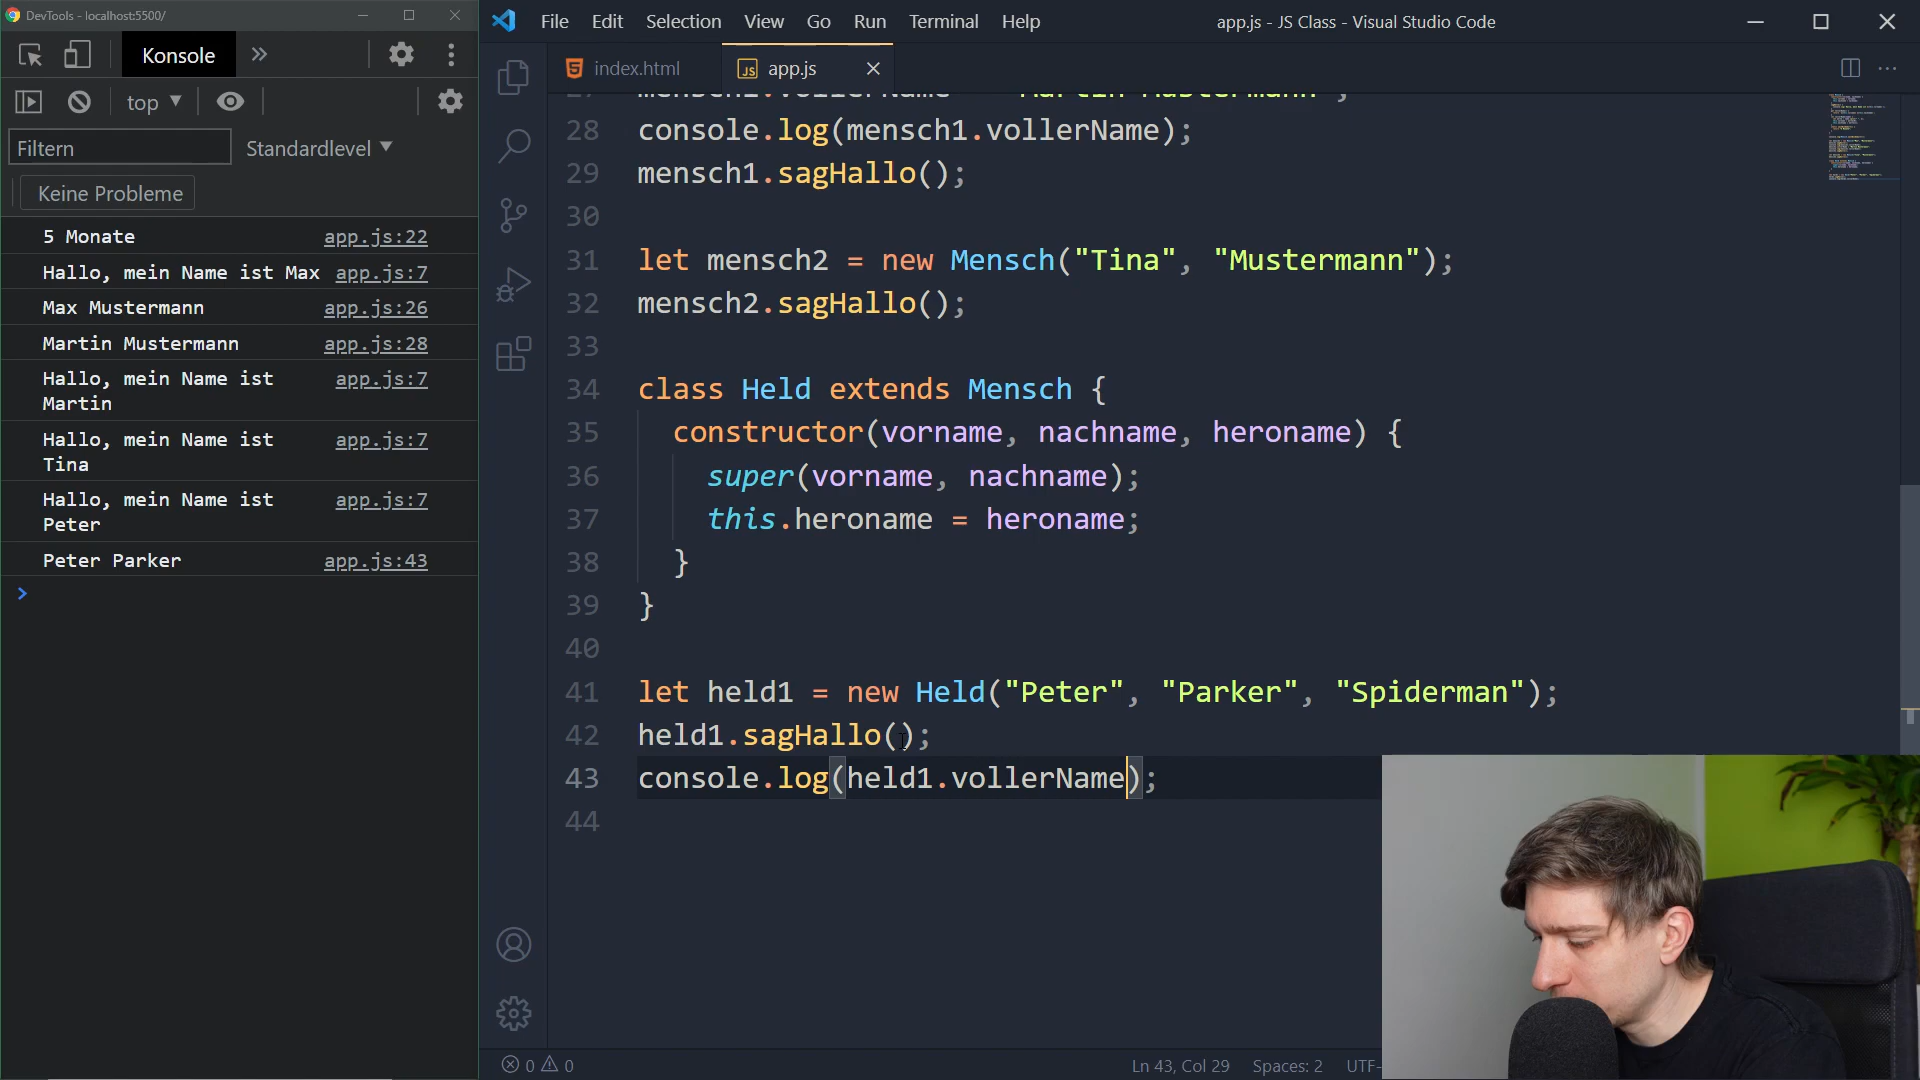 DevTools - localhost:5500/
Konsole
top
Filtern
Standardlevel
Keine Probleme
5 Monate app.js:22
Hallo, mein Name ist Max app.js:7
Max Mustermann app.js:26
Martin Mustermann app.js:28
Hallo, mein Name ist app.js:7
Martin
Hallo, mein Name ist app.js:7
Tina
Hallo, mein Name ist app.js:7
Peter
Peter Parker app.js:43
File Edit Selection View Go Run Terminal Help
app.js - JS Class - Visual Studio Code
index.html
JS app.js
28 console.log(mensch1.vollerName);
29 mensch1.sagHallo();
30
31 let mensch2 = new Mensch("Tina", "Mustermann");
32 mensch2.sagHallo();
33
34 class Held extends Mensch {
35 constructor(vorname, nachname, heroname) {
36 super(vorname, nachname);
37 this.heroname = heroname;
38 }
39 }
40
41 let held1 = new Held("Peter", "Parker", "Spiderman");
42 held1.sagHallo();
43 console.log(held1.vollerName);
44
0 0
Ln 43, Col 29 Spaces: 2 UTF-